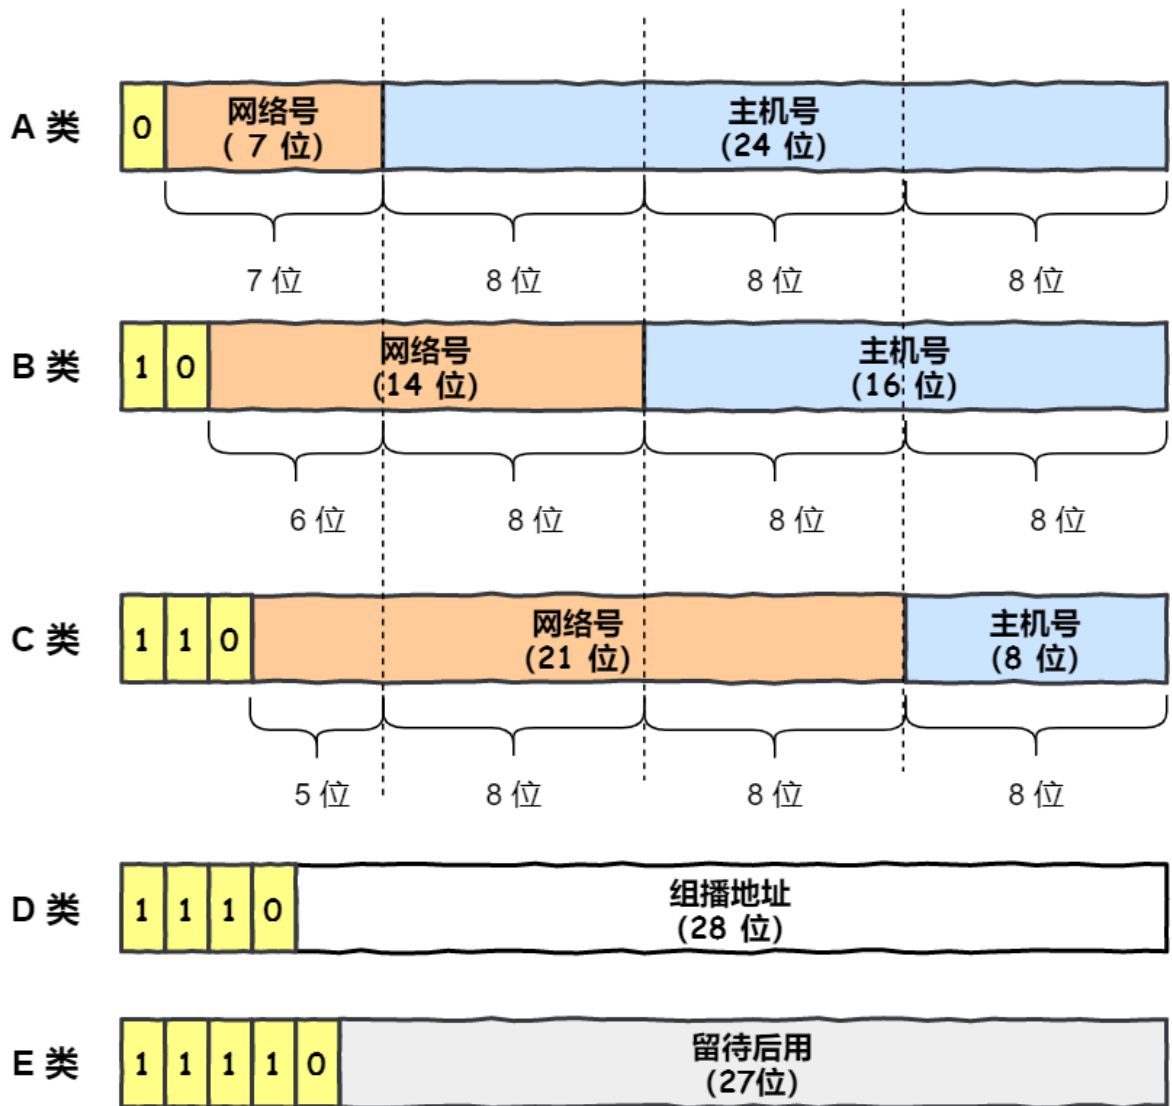 A 类
0
网络号
( 7 位)
主机号
(24 位)
7 位
8 位
8 位
8 位
B 类
1 0
网络号
(14 位)
主机号
(16 位)
6 位
8 位
8 位
8 位
C 类
1 1 0
网络号
(21 位)
主机号
(8 位)
5 位
8 位
8 位
8 位
D 类
1 1 1 0
组播地址
(28 位)
E 类
1 1 1 1 0
留待后用
(27位)